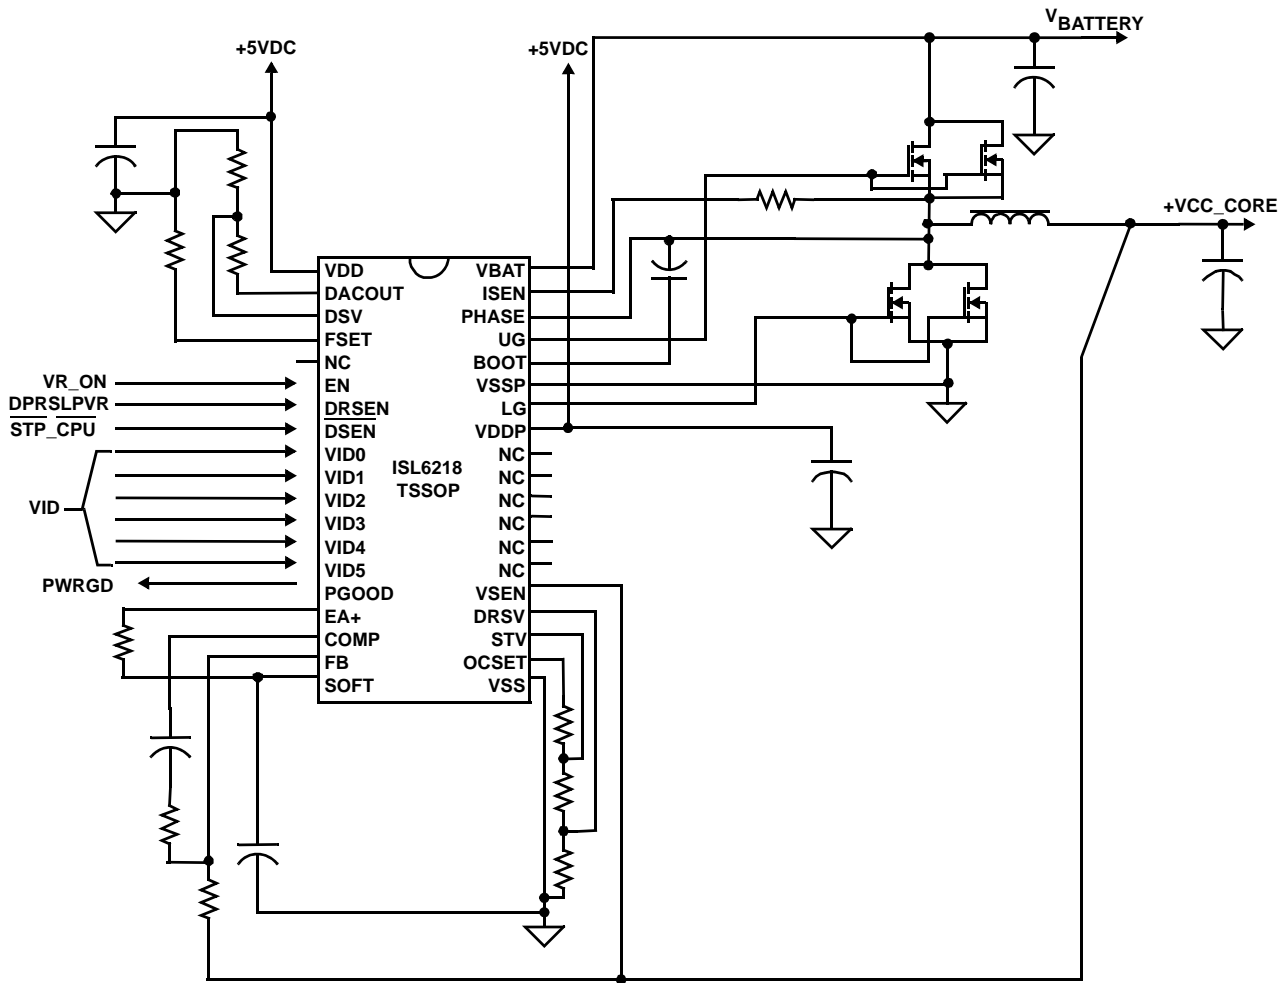 VBATTERY
+5VDC
+5VDC
+VCC_CORE
VDD
DACOUT
DSV
FSET
NC
EN
DRSEN
DSEN
VID0
VID1
VID2
VID3
VID4
VID5
PGOOD
EA+
COMP
FB
SOFT
VR_ON
DPRSLPVR
STP_CPU
VID
PWRGD
ISL6218
TSSOP
VBAT
ISEN
PHASE
UG
BOOT
VSSP
LG
VDDP
NC
NC
NC
NC
NC
NC
VSEN
DRSV
STV
OCSET
VSS